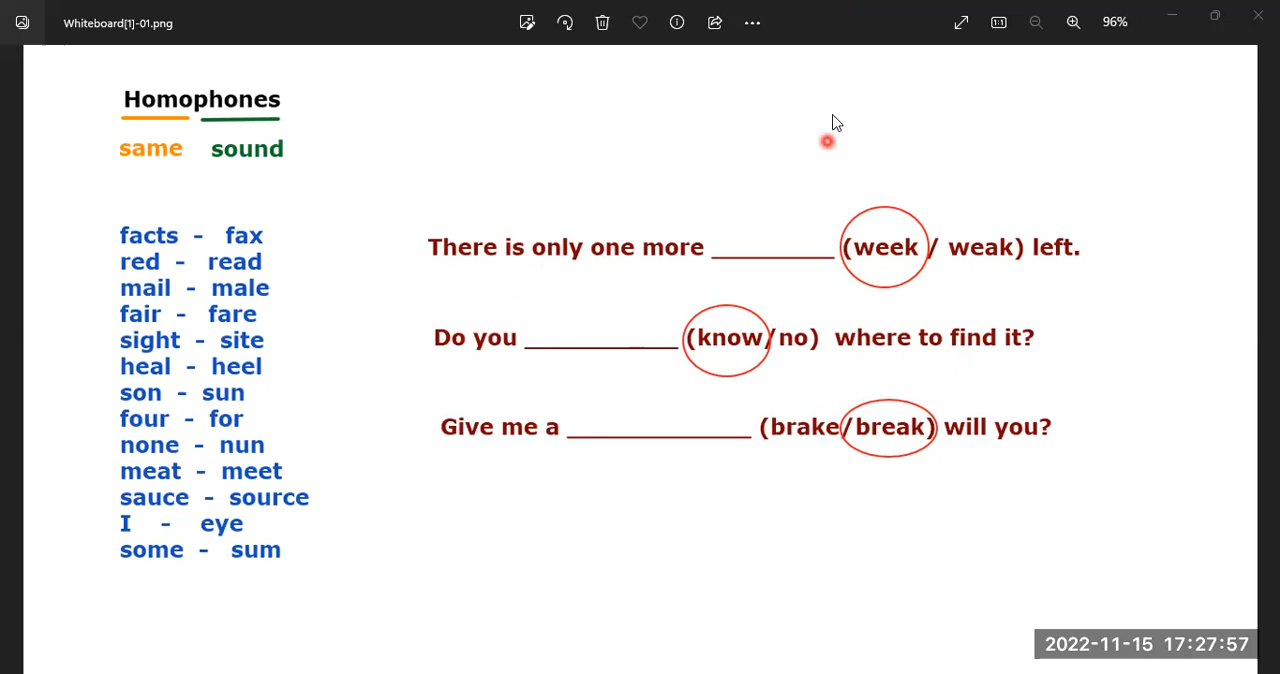 Whiteboard[1]-01.png
96%
Homophones
same sound
facts - fax
red - read
mail - male
fair - fare
sight - site
heal - heel
son - sun
four - for
none - nun
meat - meet
sauce - source
I - eye
some - sum
There is only one more __________ (week / weak) left.
Do you _____________ (know/no) where to find it?
Give me a _______________ (brake/break) will you?
2022-11-15 17:27:57